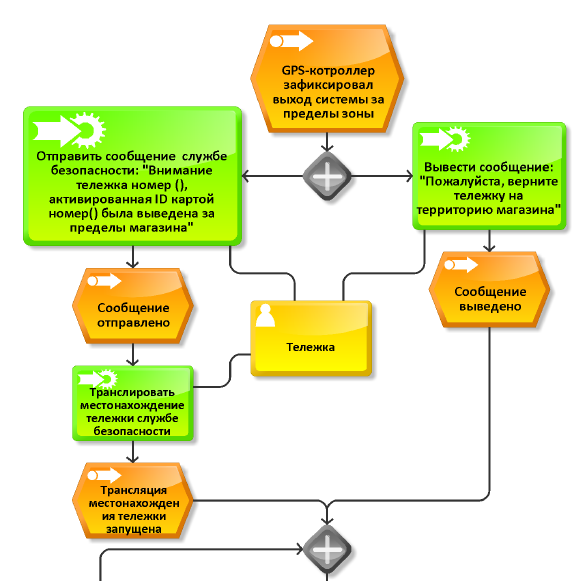 GPS-котроллер
зафиксировал
выход системы за
пределы зоны
Отправить сообщение службе
безопасности: "Внимание
тележка номер (),
активированная ID картой
номер() была выведена за
пределы магазина"
Вывести сообщение:
"Пожалуйста, верните
тележку на
территорию магазина"
Сообщение
отправлено
Сообщение
выведено
Тележка
Транслировать
местонахождение
тележки службе
безопасности
Трансляция
местонахожден
ия тележки
запущена